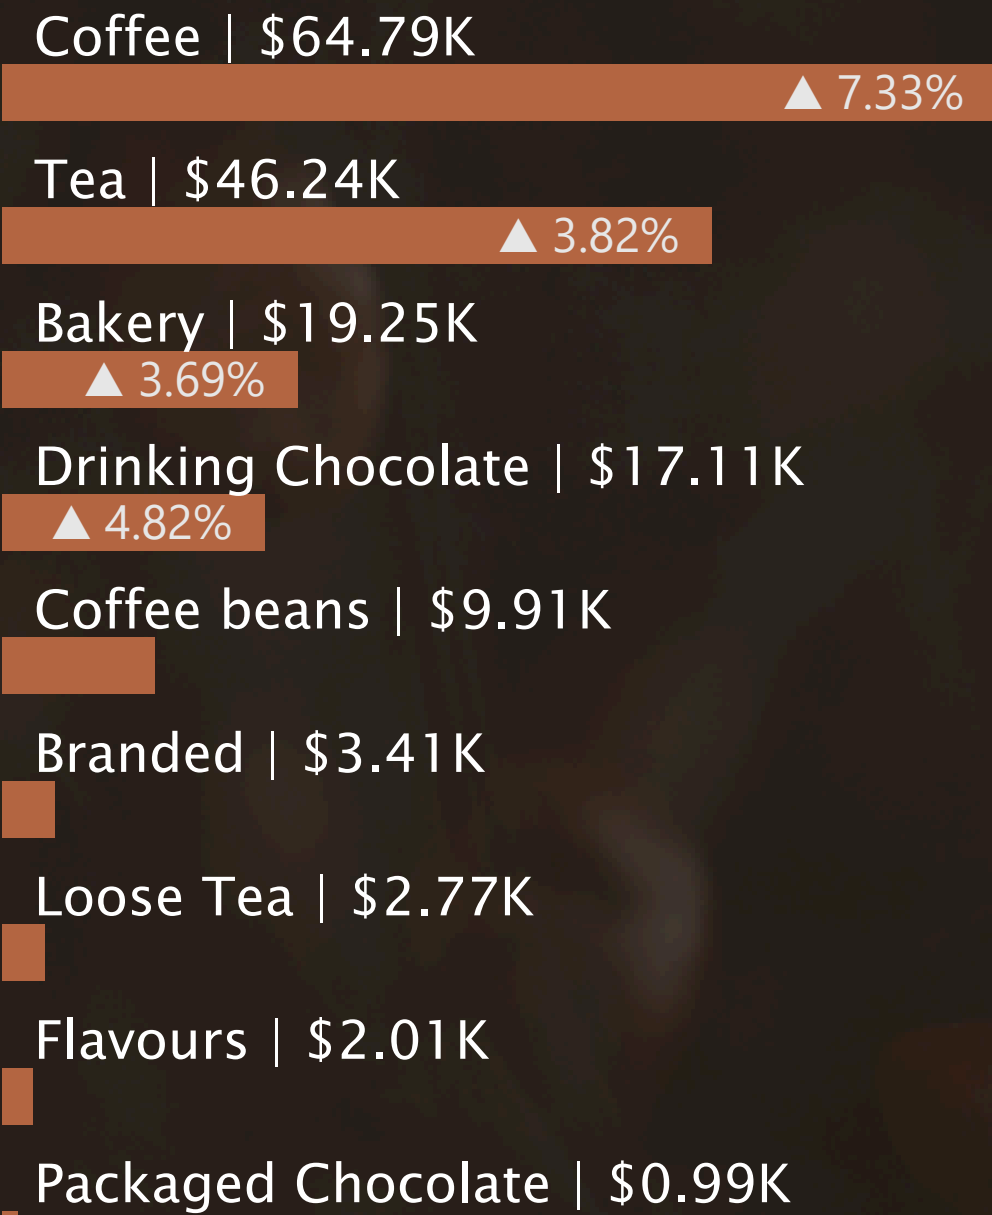 Coffee | $64.79K
▲ 7.33%
Tea | $46.24K
▲ 3.82%
Bakery | $19.25K
▲ 3.69%
Drinking Chocolate | $17.11K
▲ 4.82%
Coffee beans | $9.91K
Branded | $3.41K
Loose Tea | $2.77K
Flavours | $2.01K
Packaged Chocolate | $0.99K